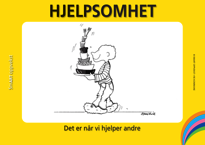 HJELPSOMHET
Det er når vi hjelper andre